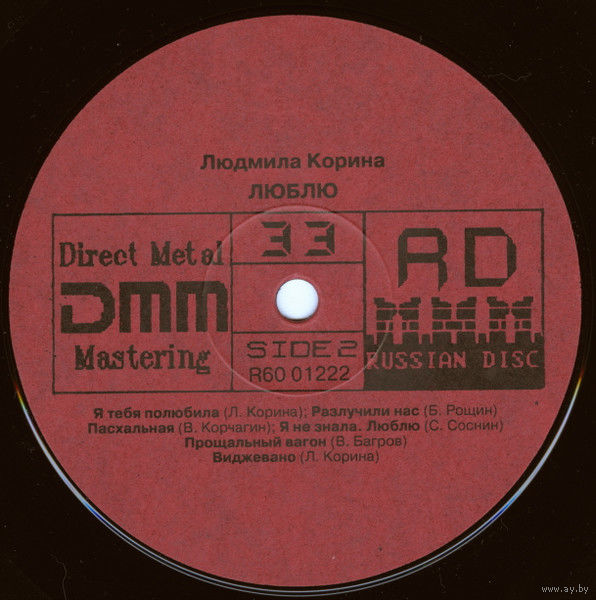 Людмила Корина
ЛЮБЛЮ
Direct Metal
DMM
Mastering
33
SIDE 2
R60 01222
RD
RUSSIAN DISC
Я тебя полюбила (Л. Корина); Разлучили нас (Б. Рощин)
Пасхальная (В. Корчагин); Я не знала. Люблю (С. Соснин)
Прощальный вагон (В. Багров)
Виджевано (Л. Корина)
www.ay.by